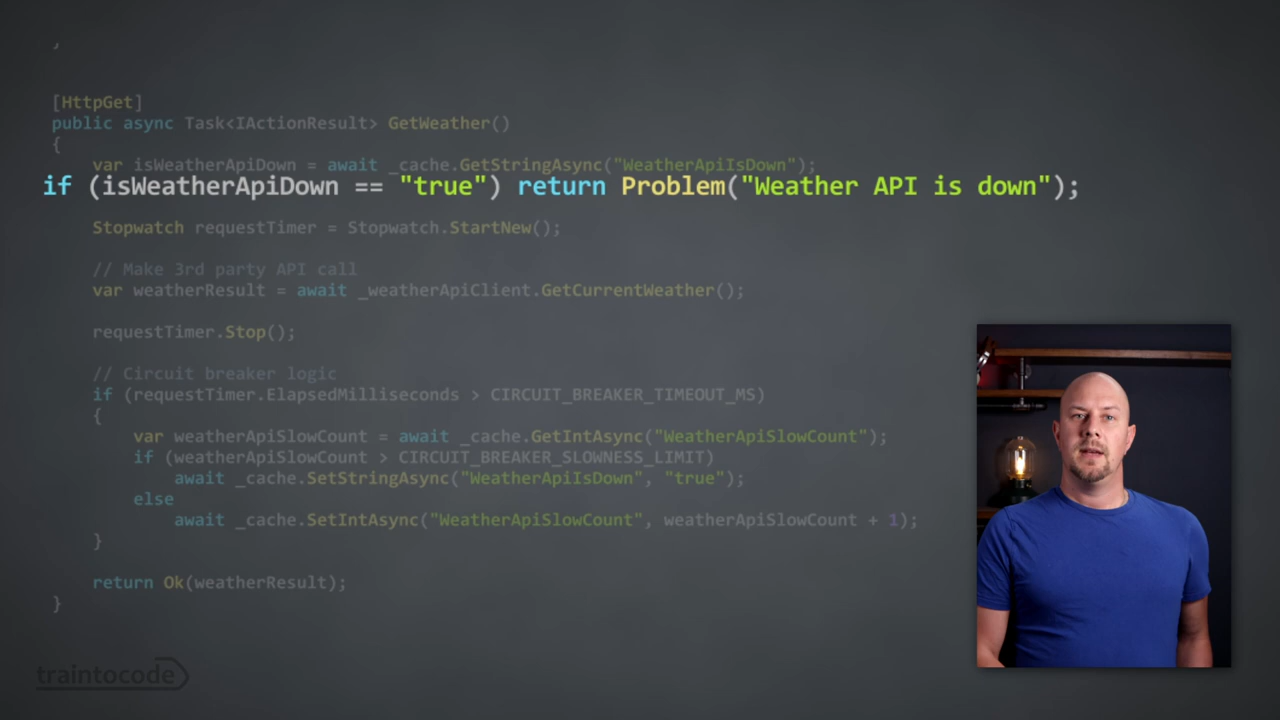 [HttpGet]
public async Task<IActionResult> GetWeather()
{
var isWeatherApiDown = await _cache.GetStringAsync("WeatherApiIsDown");
if (isWeatherApiDown == "true") return Problem("Weather API is down");
Stopwatch requestTimer = Stopwatch.StartNew();
// Make 3rd party API call
var weatherResult = await _weatherApiClient.GetCurrentWeather();
requestTimer.Stop();
// Circuit breaker logic
if (requestTimer.ElapsedMilliseconds > CIRCUIT_BREAKER_TIMEOUT_MS)
{
var weatherApiSlowCount = await _cache.GetIntAsync("WeatherApiSlowCount");
if (weatherApiSlowCount > CIRCUIT_BREAKER_SLOWNESS_LIMIT)
await _cache.SetStringAsync("WeatherApiIsDown", "true");
else
await _cache.SetIntAsync("WeatherApiSlowCount", weatherApiSlowCount + 1);
}
return Ok(weatherResult);
}
traintocode